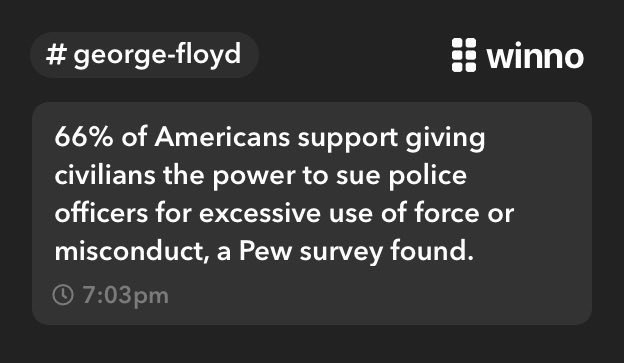 # george-floyd
winno
66% of Americans support giving
civilians the power to sue police
officers for excessive use of force or
misconduct, a Pew survey found.
7:03pm